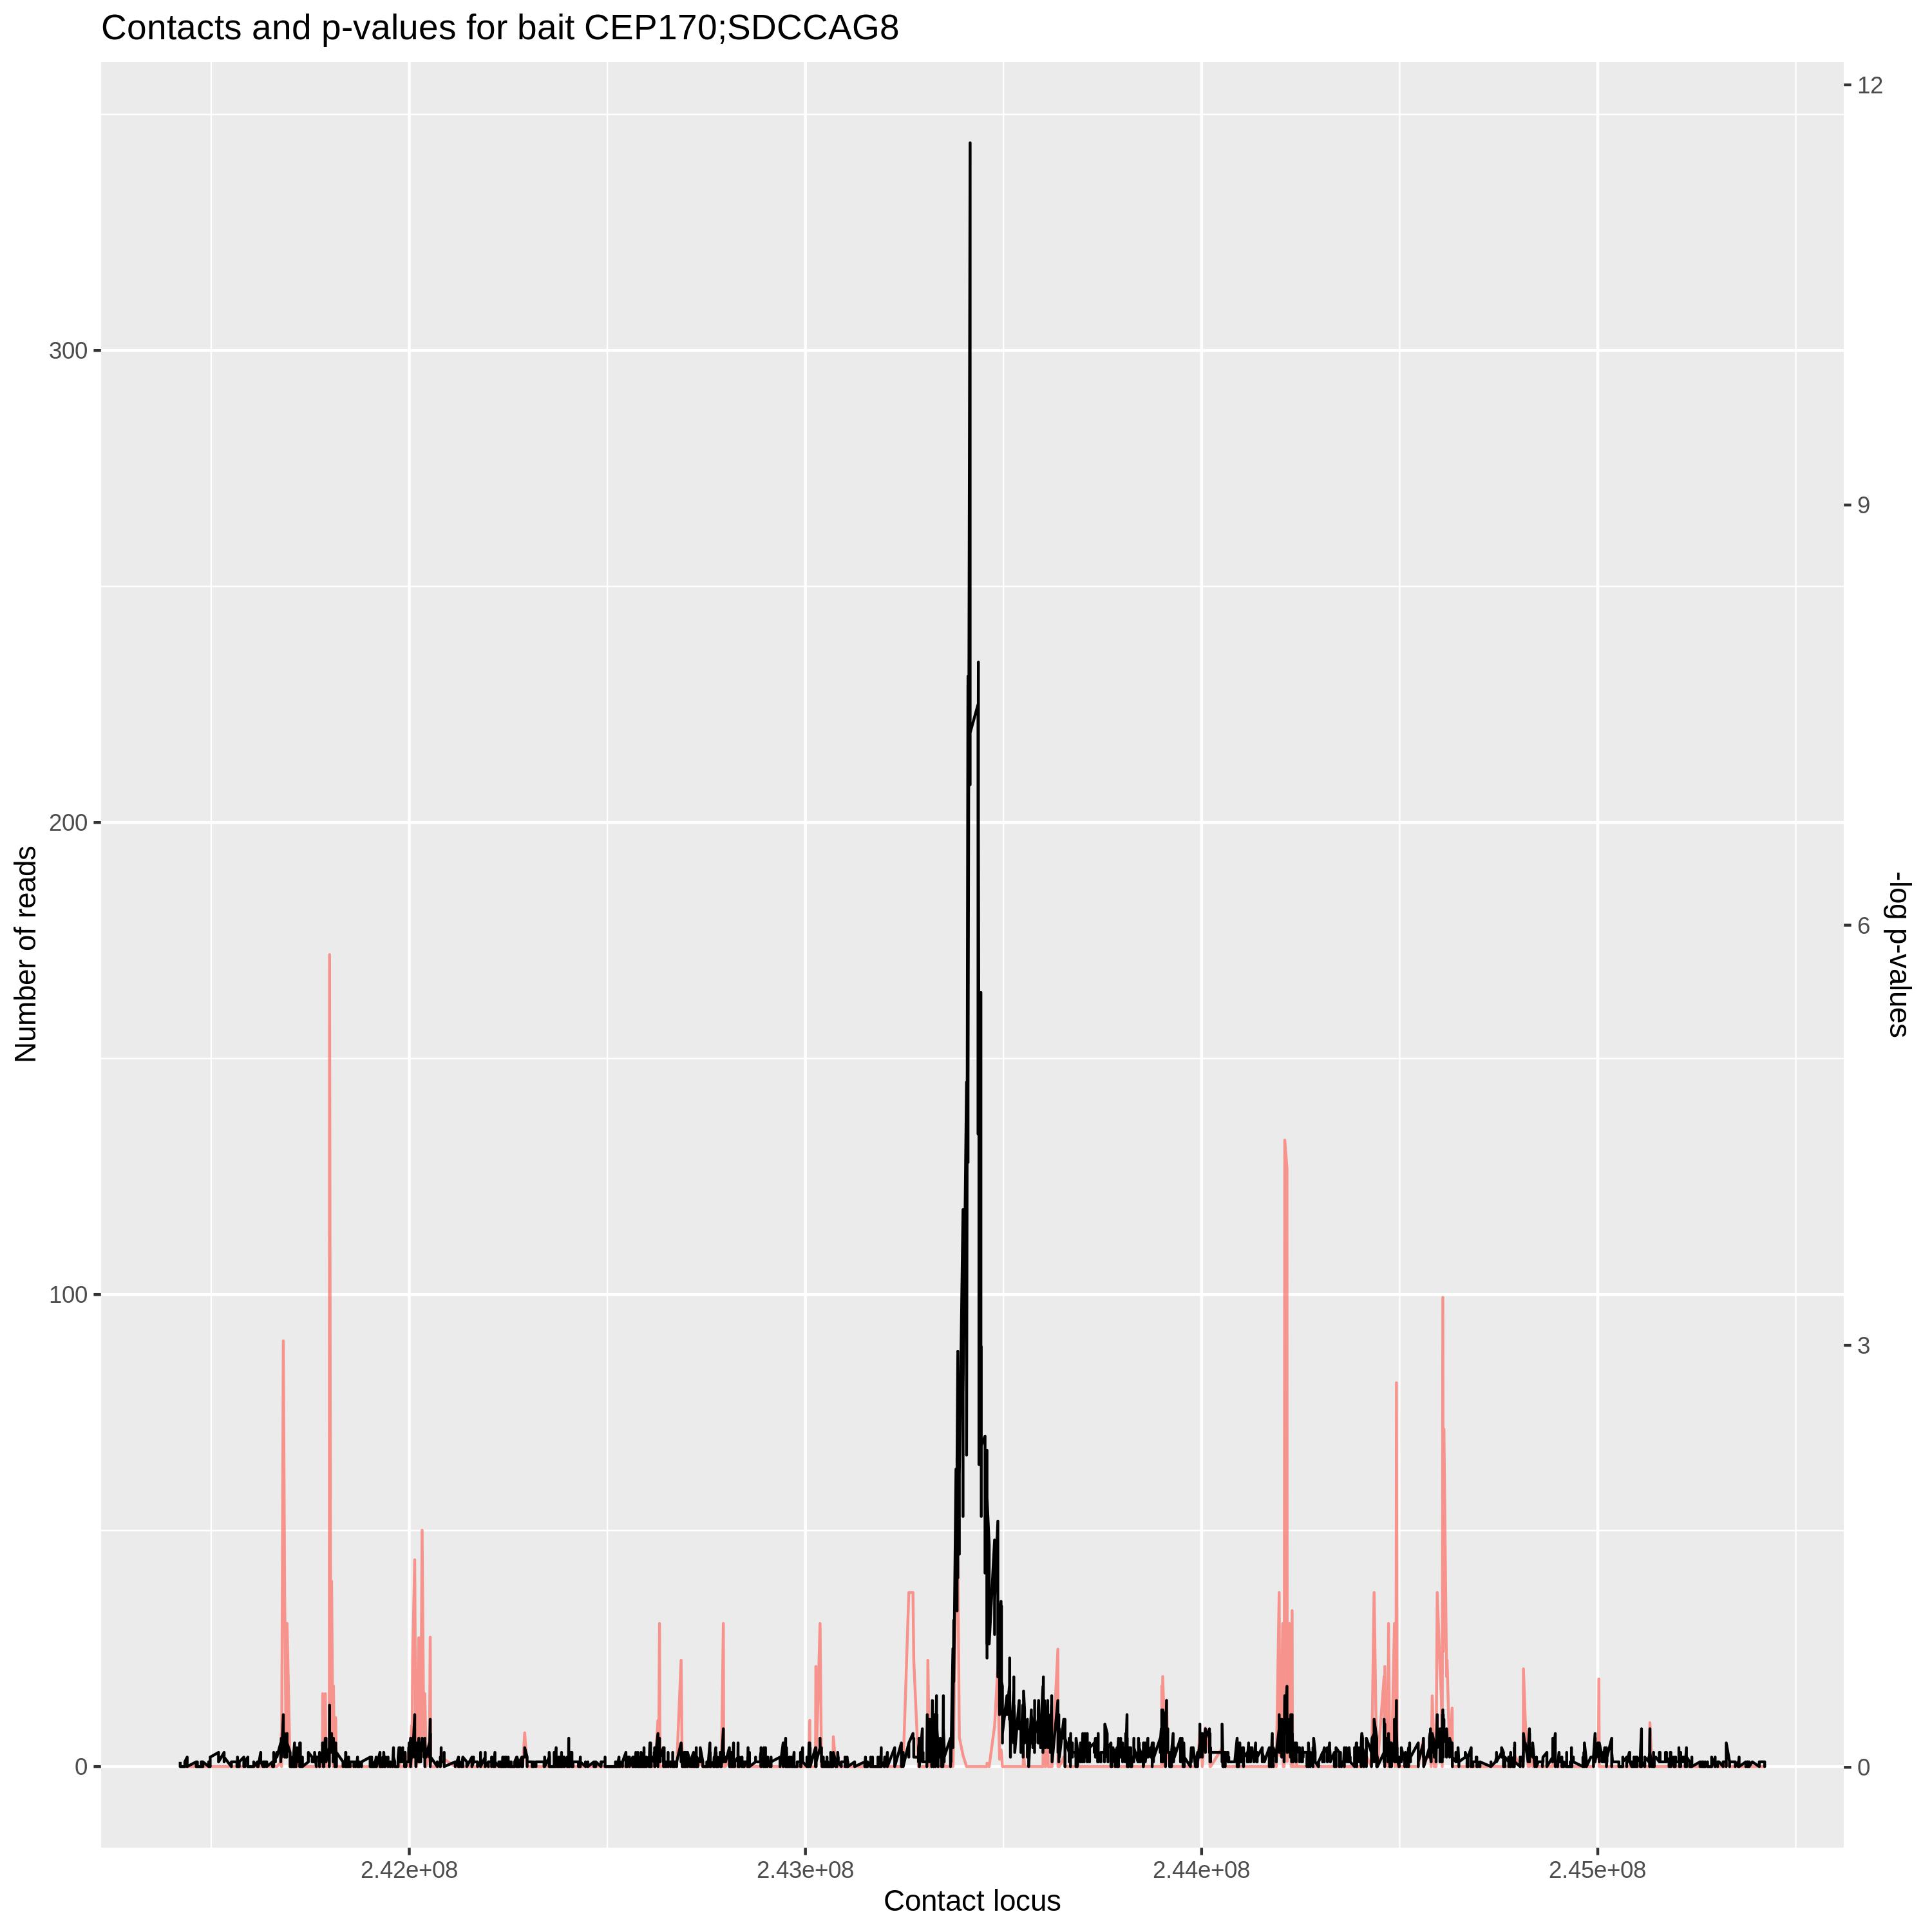 Contacts and p-values for bait CEP170;SDCCAG8
12
300
9
200
Number of reads
6
-log p-values
100
3
0
0
2.42e+08
2.43e+08
2.44e+08
2.45e+08
Contact locus